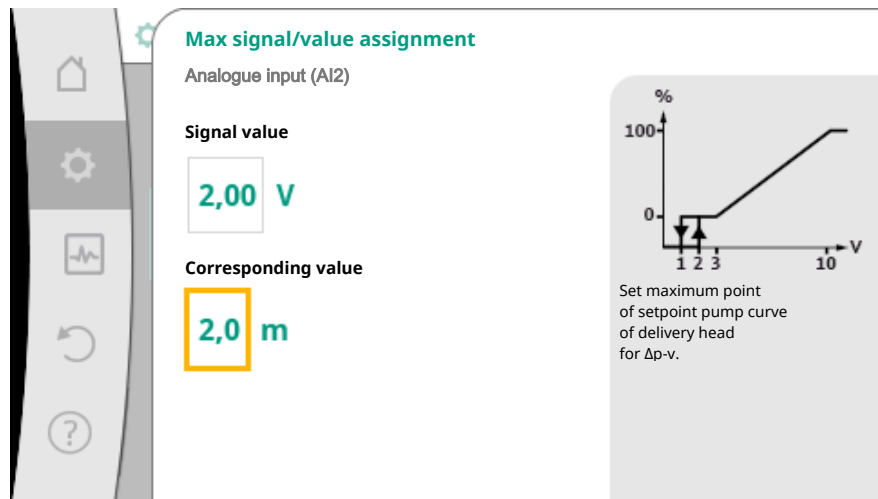 Max signal/value assignment
Analogue input (AI2)
Signal value
2,00 V
Corresponding value
2,0 m
%
100
0
1 2 3 10 V
Set maximum point
of setpoint pump curve
of delivery head
for Δp-v.
?